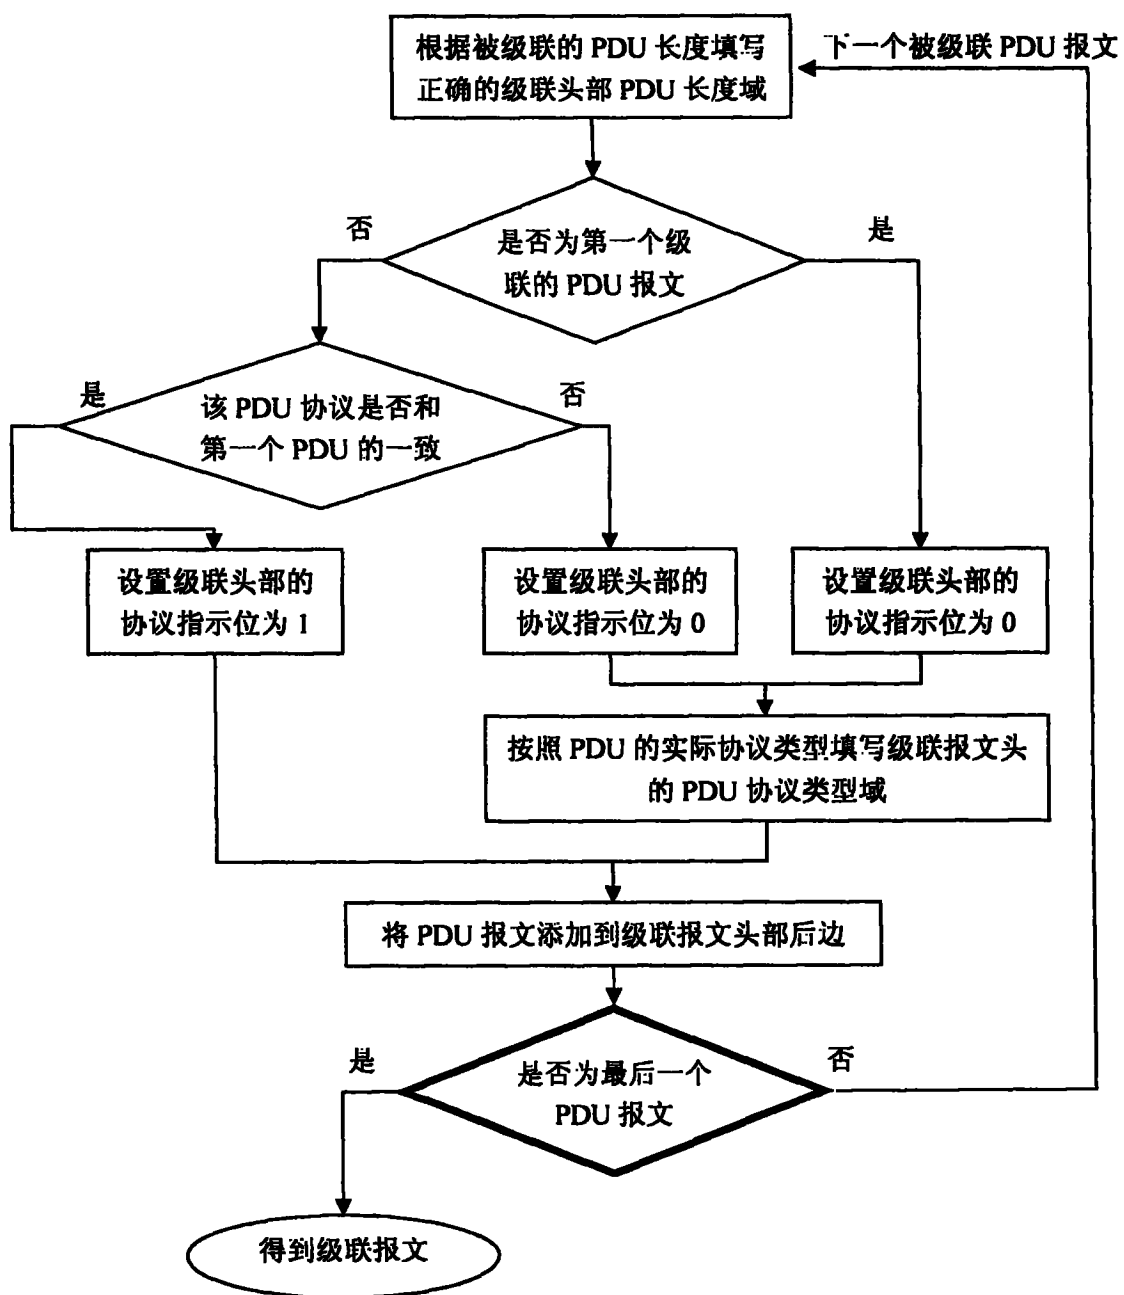 根据被级联的 PDU 长度填写
正确的级联头部 PDU 长度域
下一个被级联 PDU 报文
否
是否为第一个级
联的 PDU 报文
是
是
该 PDU 协议是否和
第一个 PDU 的一致
否
设置级联头部的
协议指示位为 1
设置级联头部的
协议指示位为 0
设置级联头部的
协议指示位为 0
按照 PDU 的实际协议类型填写级联报文头
的 PDU 协议类型域
将 PDU 报文添加到级联报文头部后边
是
是否为最后一个
PDU 报文
否
得到级联报文